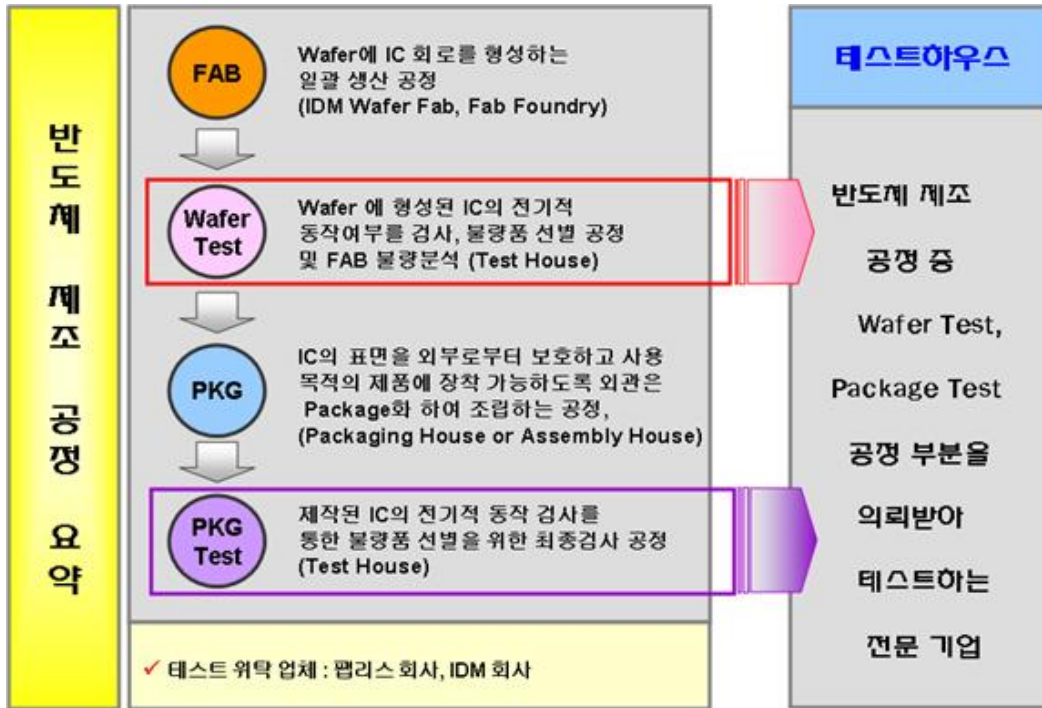 반도체 제조 공정 요약
FAB
Wafer에 IC 회로를 형성하는
일괄 생산 공정
(IDM Wafer Fab, Fab Foundry)
Wafer
Test
Wafer 에 형성된 IC의 전기적
동작여부를 검사, 불량품 선별 공정
및 FAB 불량분석 (Test House)
PKG
IC의 표면을 외부로부터 보호하고 사용
목적의 제품에 장착 가능하도록 외관은
Package화 하여 조립하는 공정,
(Packaging House or Assembly House)
PKG
Test
제작된 IC의 전기적 동작 검사를
통한 불량품 선별을 위한 최종검사 공정
(Test House)
✓ 테스트 위탁 업체 : 팹리스 회사, IDM 회사
테스트하우스
반도체 제조
공정 중
Wafer Test,
Package Test
공정 부분을
의뢰받아
테스트하는
전문 기업